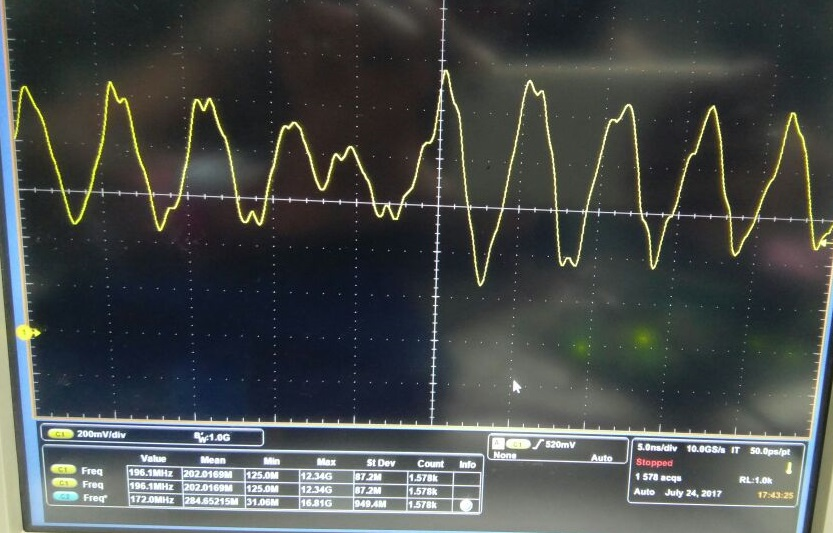 1
C1 200mV/div BW:1.0G
A C1 520mV
None Auto
5.0ns/div 10.0GS/s IT 50.0ps/pt
Stopped
1 578 acqs RL:1.0k
Auto July 24, 2017 17:43:25
Value Mean Min Max St Dev Count Info
C1 Freq 196.1MHz 202.0169M 125.0M 12.34G 87.2M 1.578k
C1 Freq 196.1MHz 202.0169M 125.0M 12.34G 87.2M 1.578k
C3 Freq* 172.0MHz 284.65215M 31.06M 16.81G 949.4M 1.578k